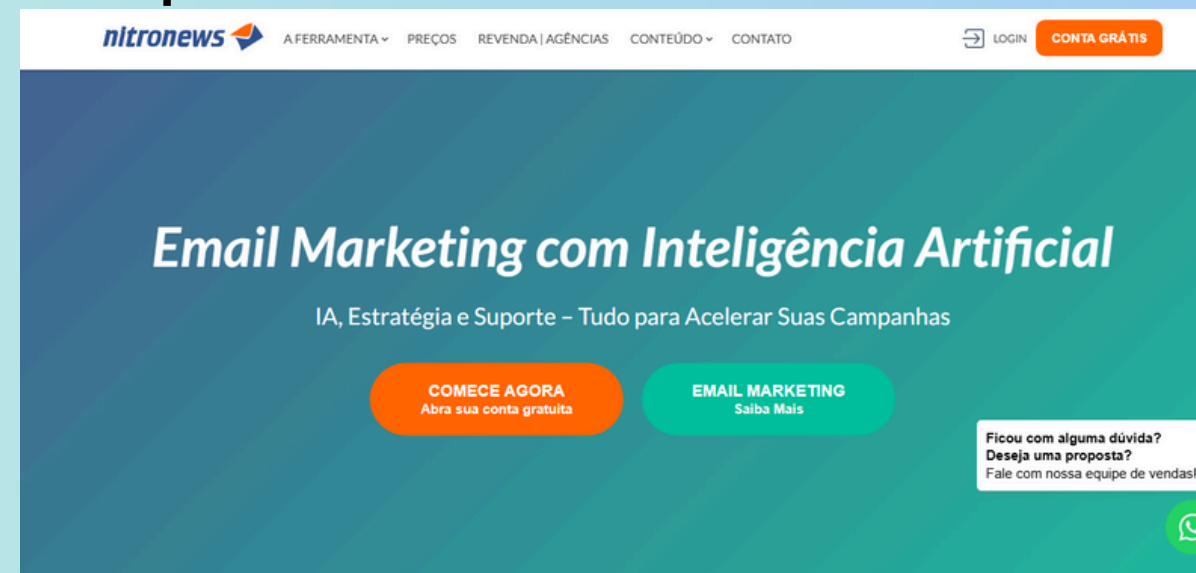 nitronews
A FERRAMENTA
PREÇOS
REVENDA | AGÊNCIAS
CONTEÚDO
CONTATO
LOGIN
CONTA GRÁTIS
Email Marketing com Inteligência Artificial
IA, Estratégia e Suporte – Tudo para Acelerar Suas Campanhas
COMECE AGORA
Abra sua conta gratuita
EMAIL MARKETING
Saiba Mais
Ficou com alguma dúvida?
Deseja uma proposta?
Fale com nossa equipe de vendas!